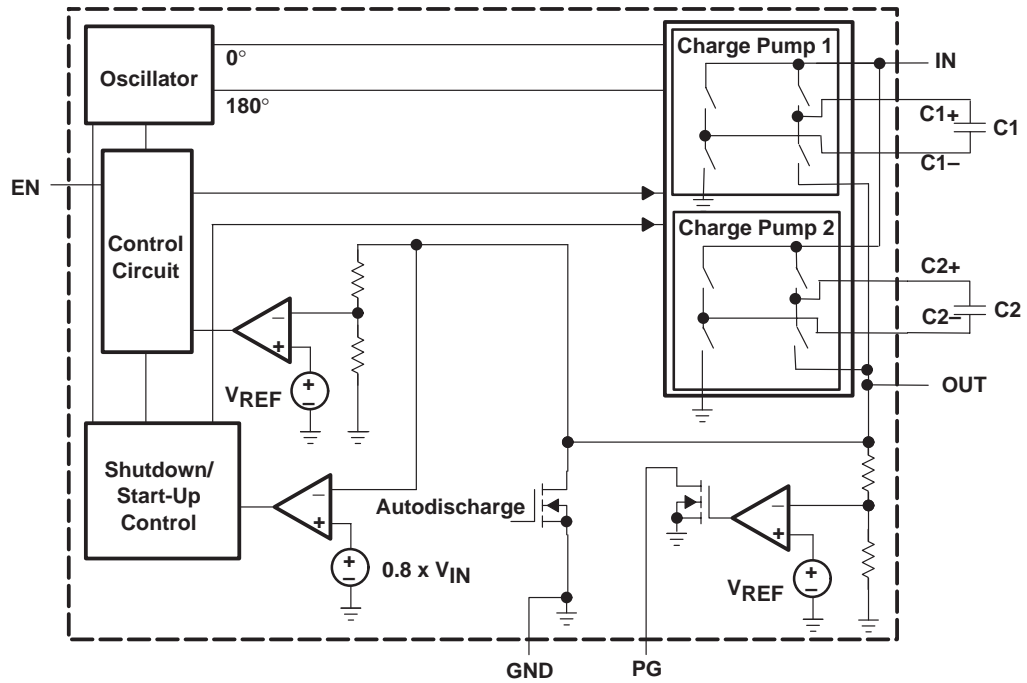 Oscillator
0°
180°
Charge Pump 1
IN
C1+
C1
C1–
EN
Control
Circuit
Charge Pump 2
C2+
C2
C2–
–
+
VREF
+
–
OUT
Shutdown/
Start-Up
Control
–
+
Autodischarge
+
–
0.8 x VIN
–
+
VREF
+
–
GND
PG